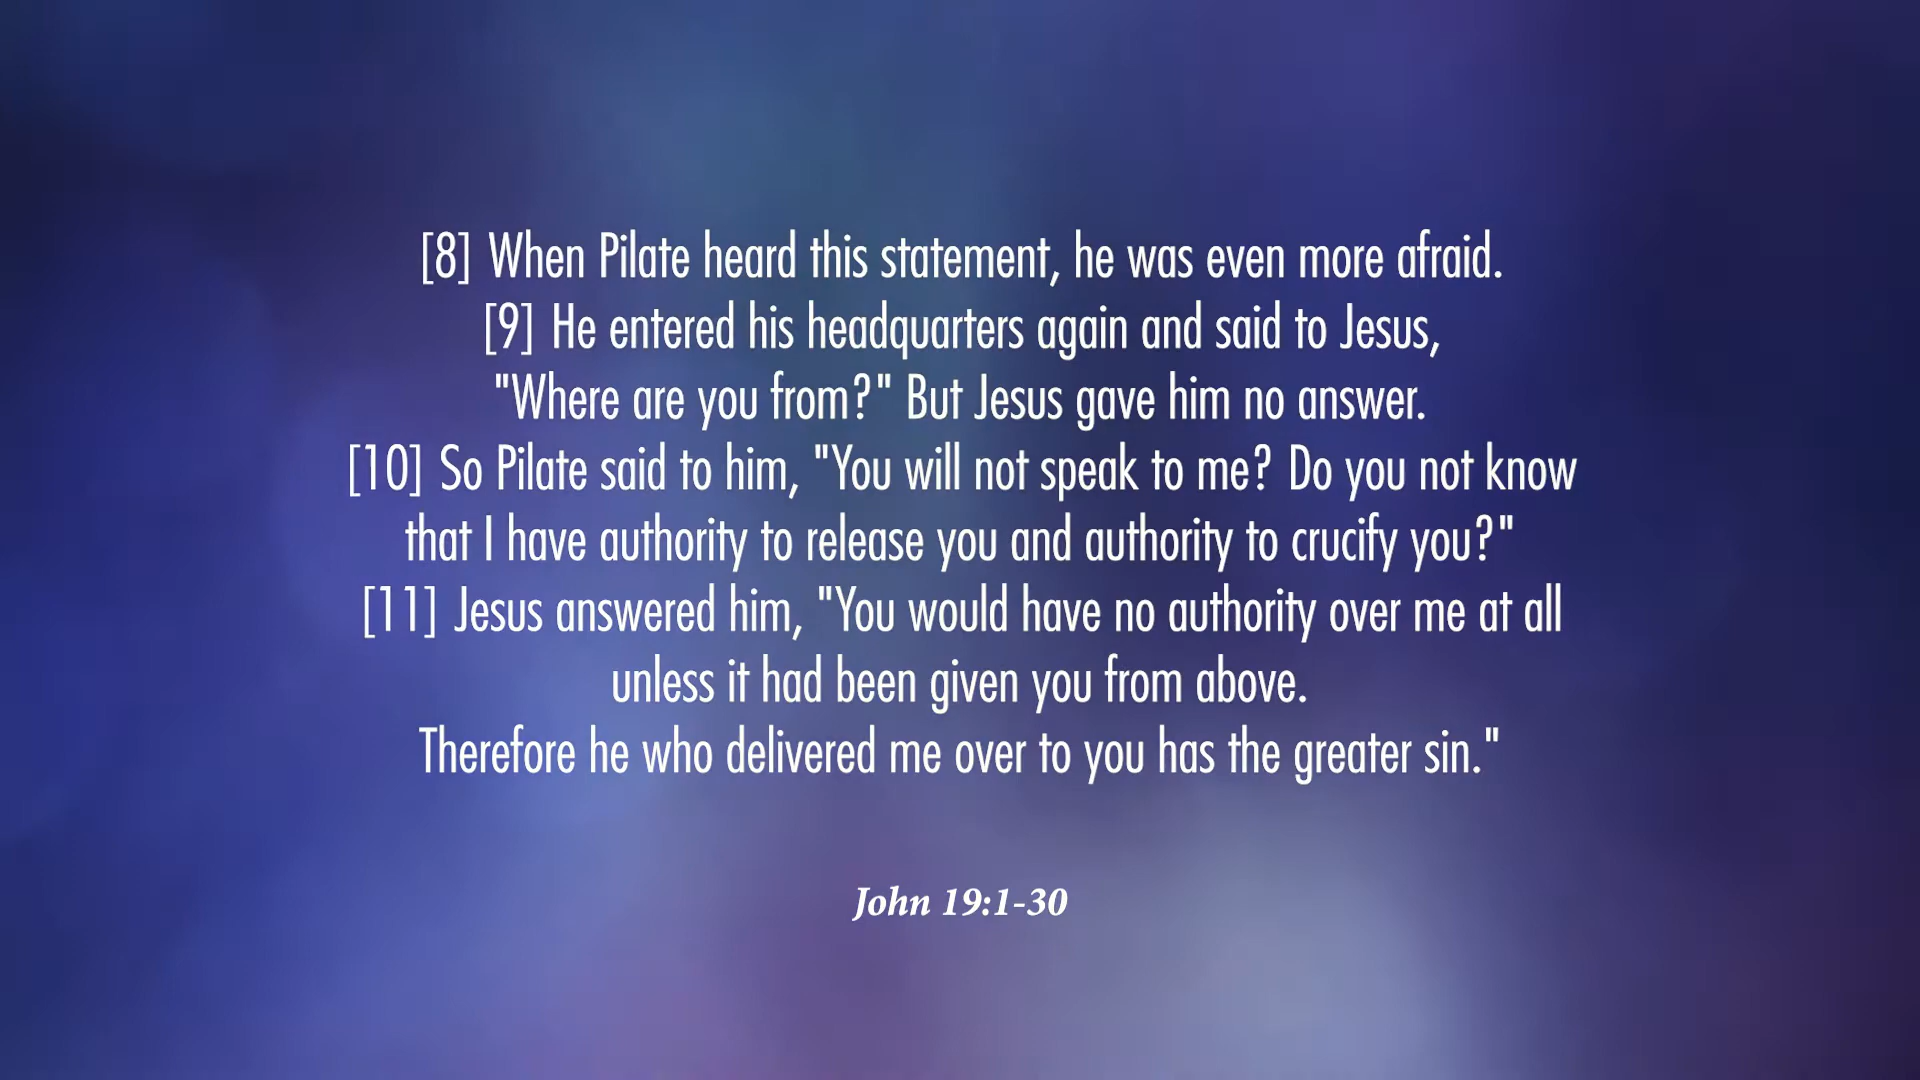 [8] When Pilate heard this statement, he was even more afraid.
[9] He entered his headquarters again and said to Jesus,
"Where are you from?" But Jesus gave him no answer.
[10] So Pilate said to him, "You will not speak to me? Do you not know
that I have authority to release you and authority to crucify you?"
[11] Jesus answered him, "You would have no authority over me at all
unless it had been given you from above.
Therefore he who delivered me over to you has the greater sin."
John 19:1-30